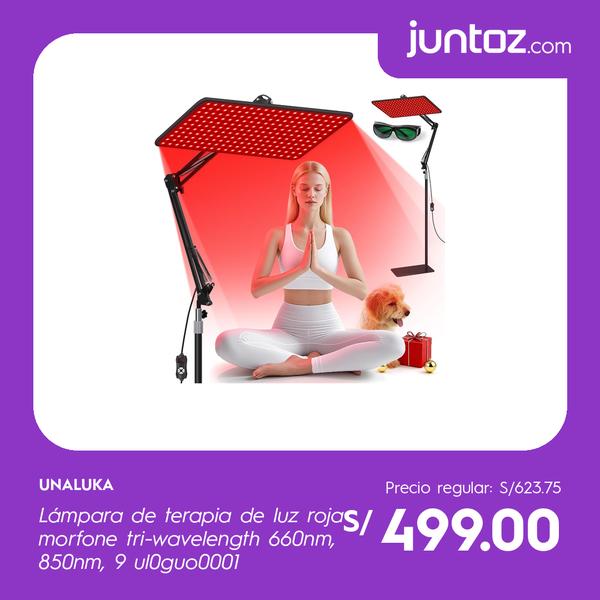 juntoz.com
UNALUKA
Precio regular: S/623.75
Lámpara de terapia de luz roja
morfone tri-wavelength 660nm,
850nm, 9 ul0guo0001
S/ 499.00